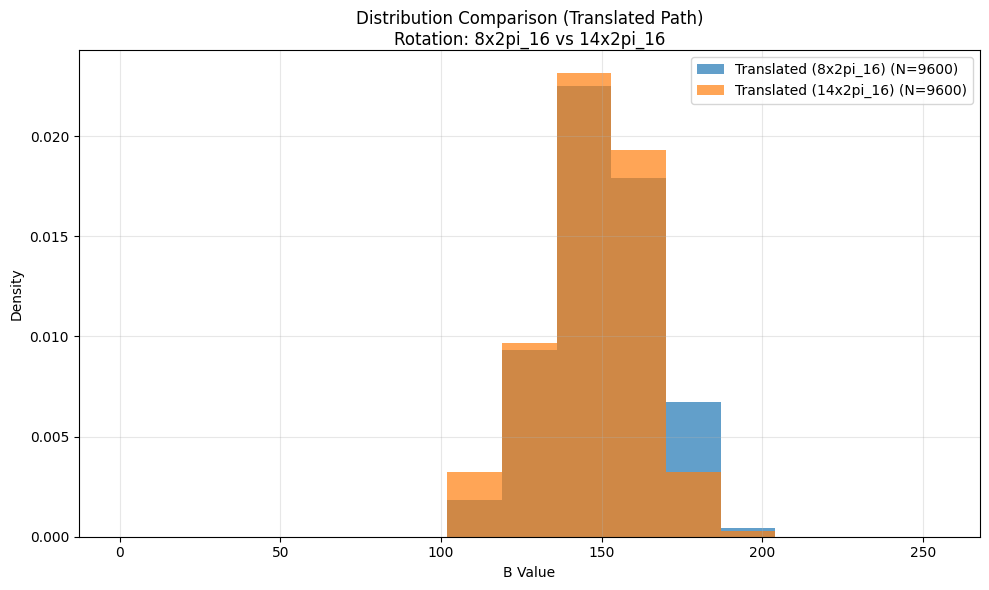 Distribution Comparison (Translated Path)
Rotation: 8x2pi_16 vs 14x2pi_16
Translated (8x2pi_16) (N=9600)
Translated (14x2pi_16) (N=9600)
0.020
0.015
0.010
0.005
0.000
Density
0 50 100 150 200 250
B Value